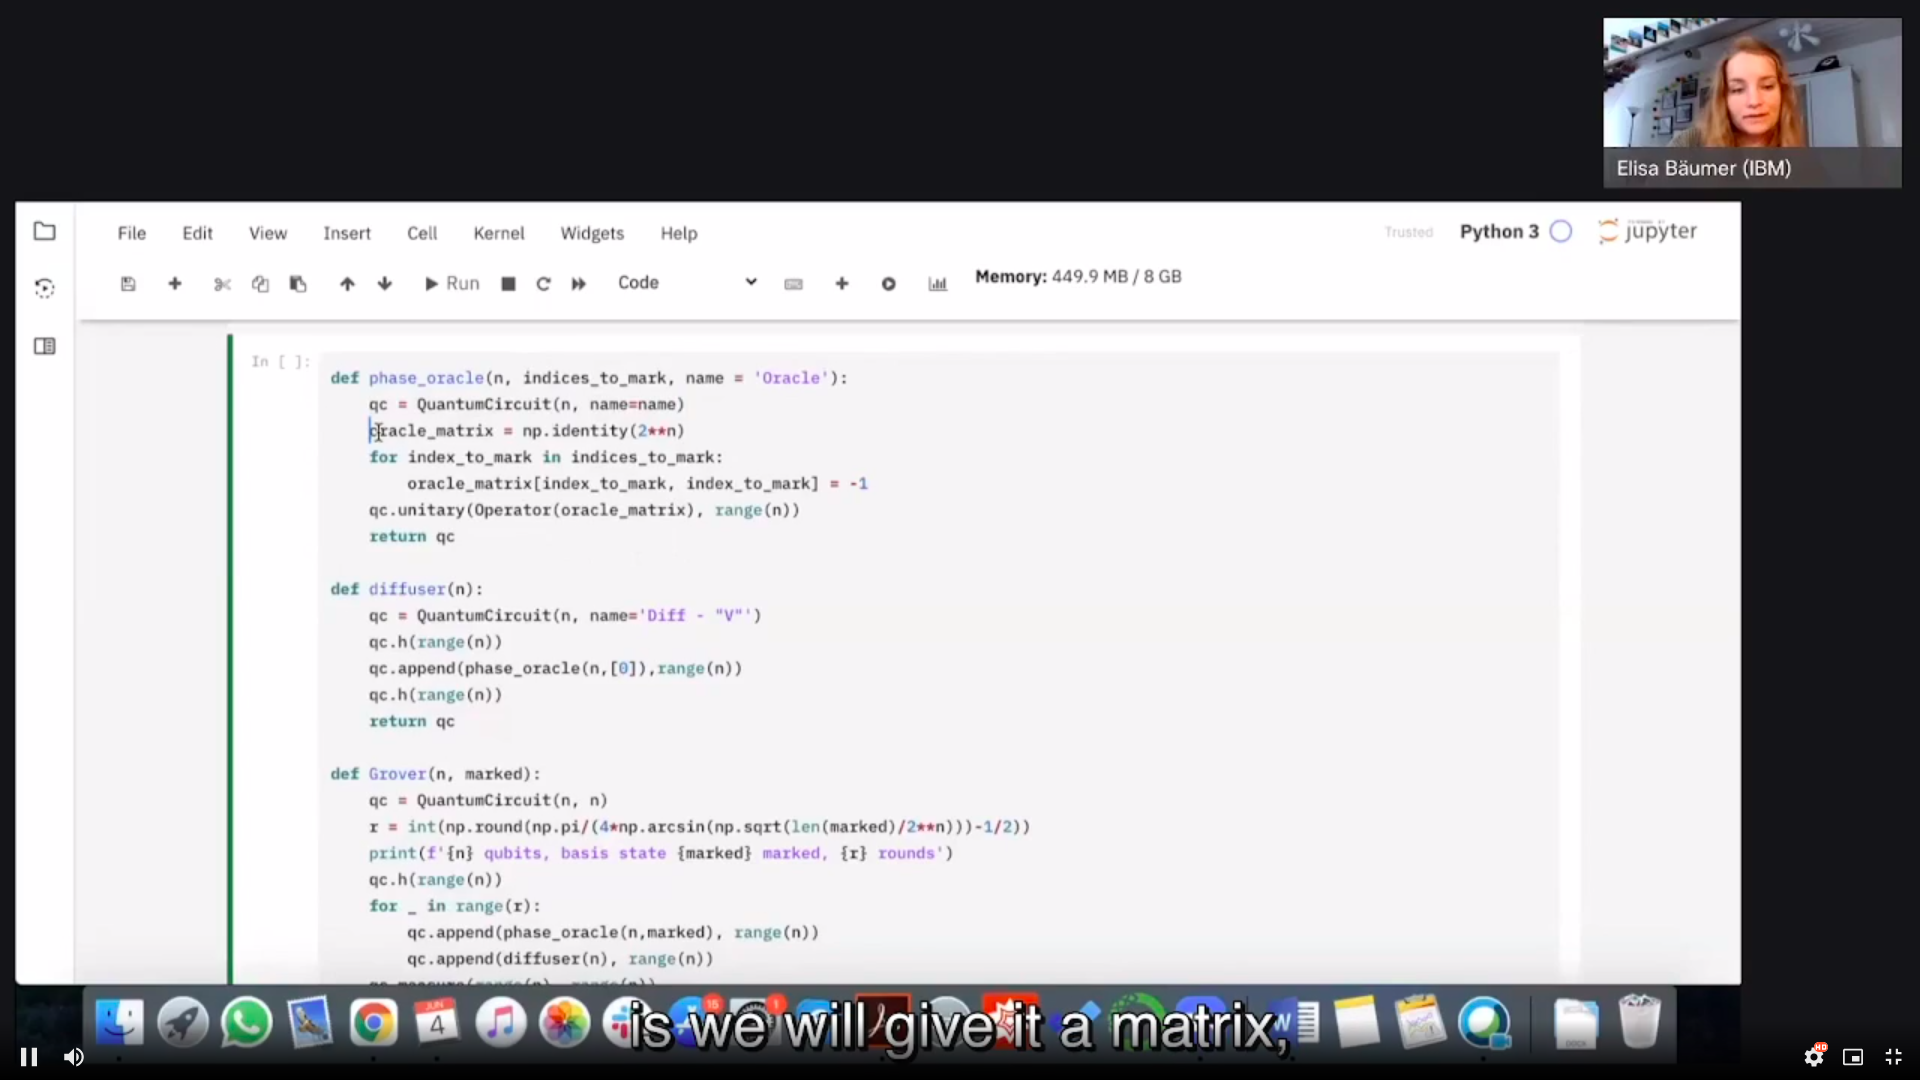 Elisa Bäumer (IBM)
File Edit View Insert Cell Kernel Widgets Help
Trusted Python 3 jupyter
Run Code Memory: 449.9 MB / 8 GB
In [ ]:
def phase_oracle(n, indices_to_mark, name = 'Oracle'):
qc = QuantumCircuit(n, name=name)
oracle_matrix = np.identity(2**n)
for index_to_mark in indices_to_mark:
oracle_matrix[index_to_mark, index_to_mark] = -1
qc.unitary(Operator(oracle_matrix), range(n))
return qc
def diffuser(n):
qc = QuantumCircuit(n, name='Diff - "V"')
qc.h(range(n))
qc.append(phase_oracle(n,[0]),range(n))
qc.h(range(n))
return qc
def Grover(n, marked):
qc = QuantumCircuit(n, n)
r = int(np.round(np.pi/(4*np.arcsin(np.sqrt(len(marked)/2**n)))-1/2))
print(f'{n} qubits, basis state {marked} marked, {r} rounds')
qc.h(range(n))
for _ in range(r):
qc.append(phase_oracle(n,marked), range(n))
qc.append(diffuser(n), range(n))
JUN
4
15
1
is we will give it a matrix,
W
DOCK
HD